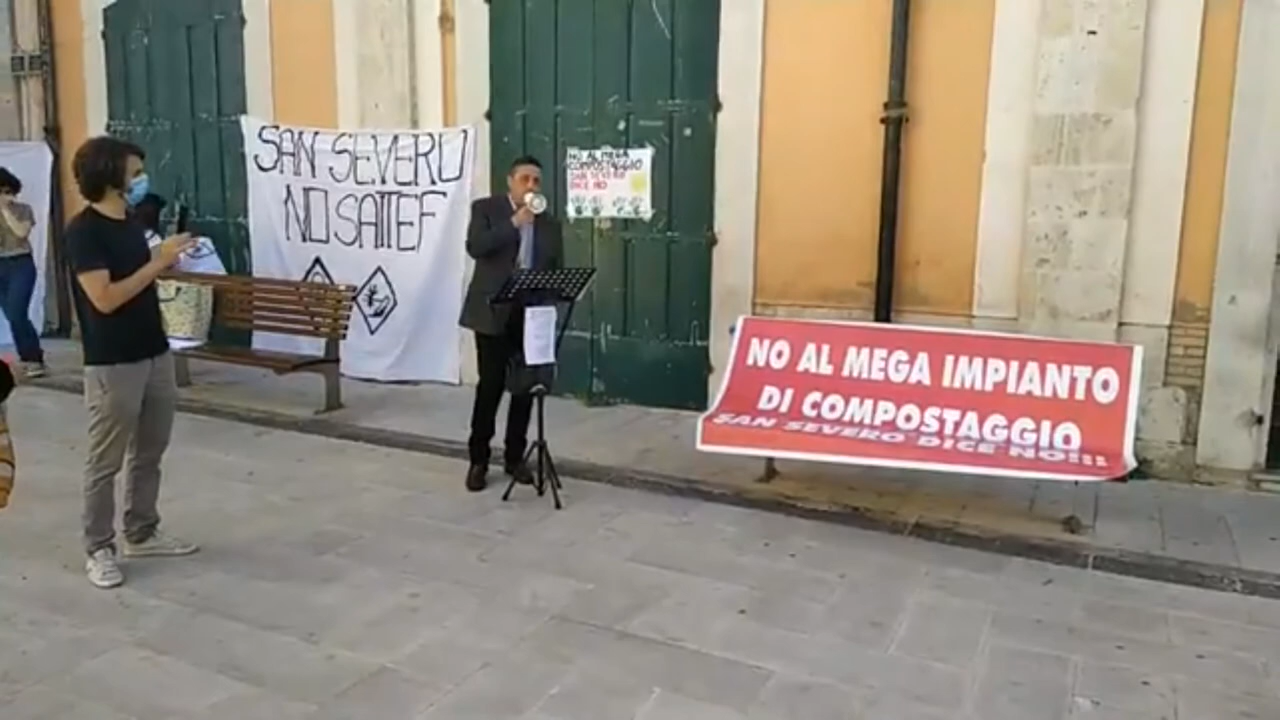 SAN SEVERO
NO SATTEF
NO AL MEGA
COMPOSTAGGIO
SAN SEVERO
DICE NO
NO AL MEGA IMPIANTO
DI COMPOSTAGGIO
SAN SEVERO DICE NO!!!